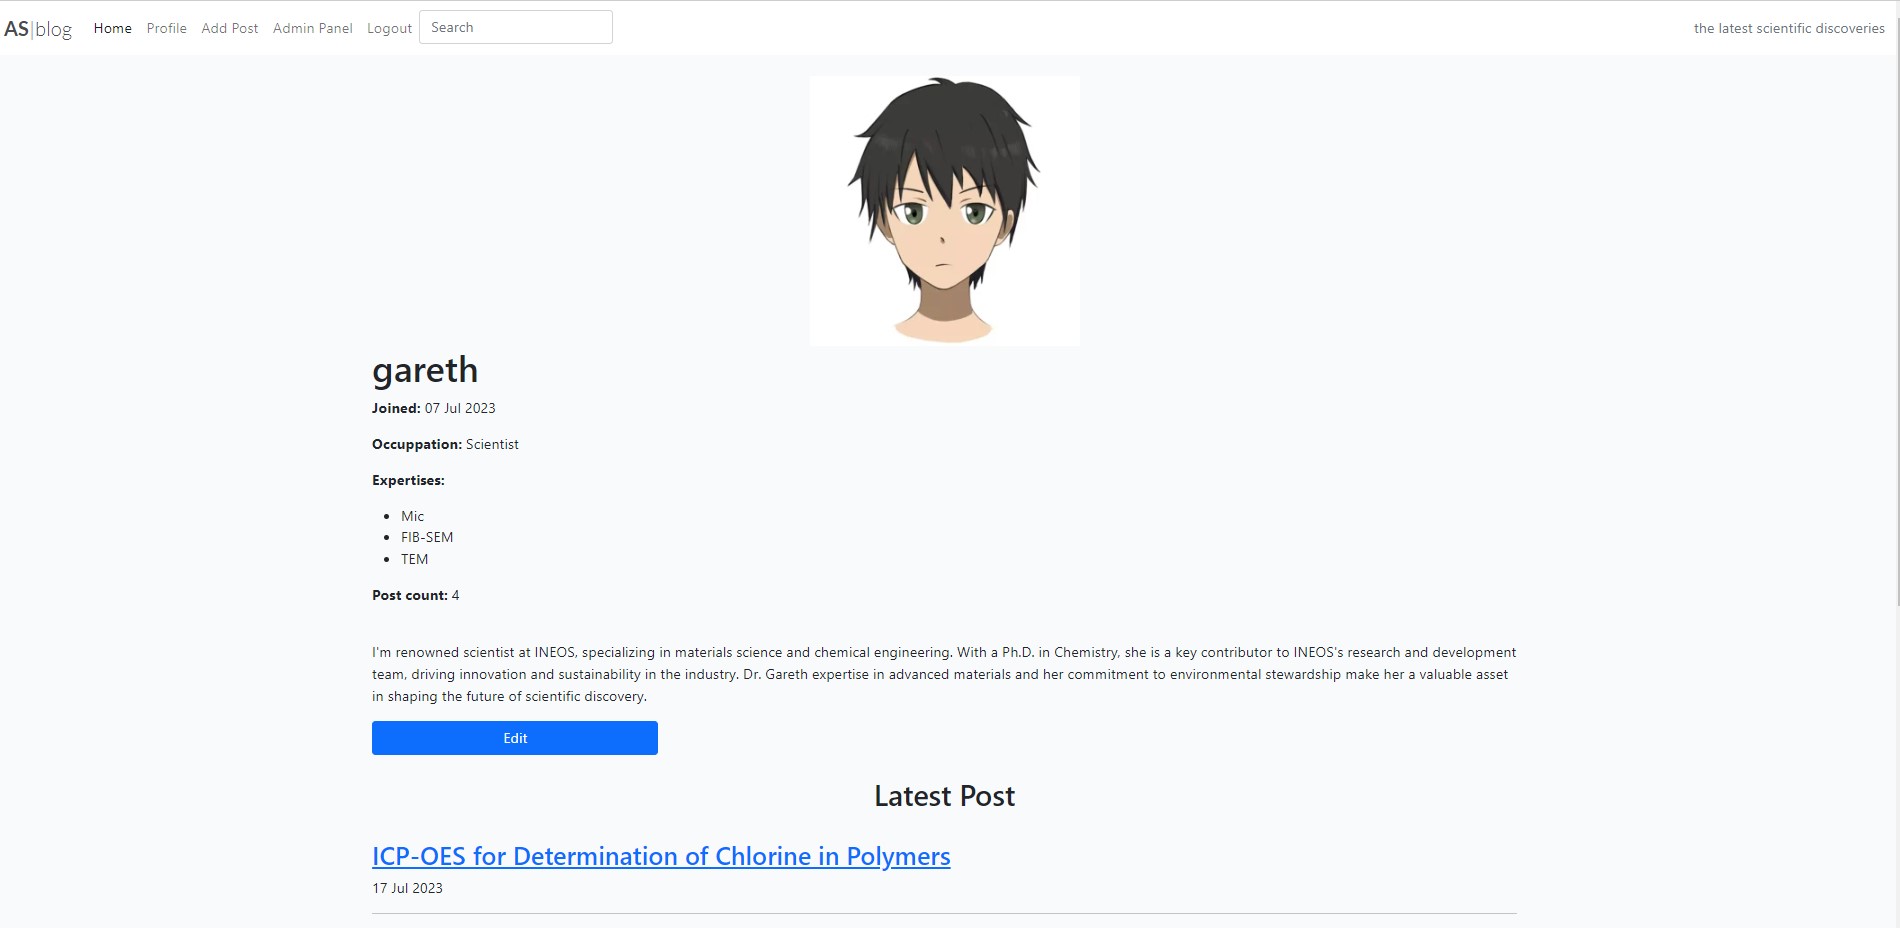 AS|blog Home Profile Add Post Admin Panel Logout Search the latest scientific discoveries
gareth
Joined: 07 Jul 2023
Occuppation: Scientist
Expertises:
• Mic
• FIB-SEM
• TEM
Post count: 4
I'm renowned scientist at INEOS, specializing in materials science and chemical engineering. With a Ph.D. in Chemistry, she is a key contributor to INEOS's research and development
team, driving innovation and sustainability in the industry. Dr. Gareth expertise in advanced materials and her commitment to environmental stewardship make her a valuable asset
in shaping the future of scientific discovery.
Edit
Latest Post
ICP-OES for Determination of Chlorine in Polymers
17 Jul 2023